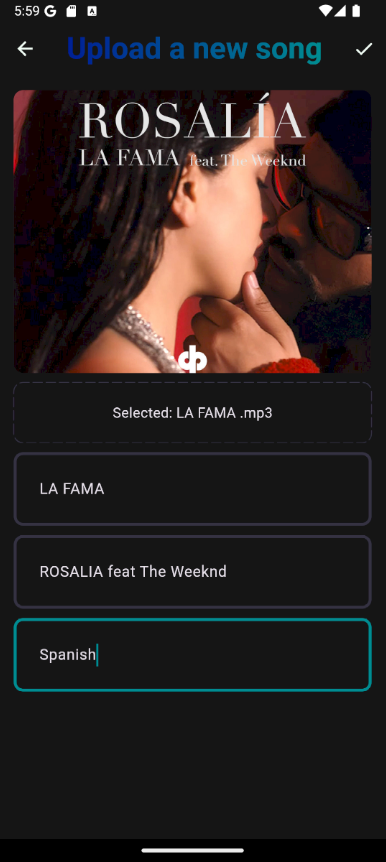 5:59
Upload a new song
ROSALÍA
LA FAMA feat. The Weeknd
Selected: LA FAMA .mp3
LA FAMA
ROSALIA feat The Weeknd
Spanish